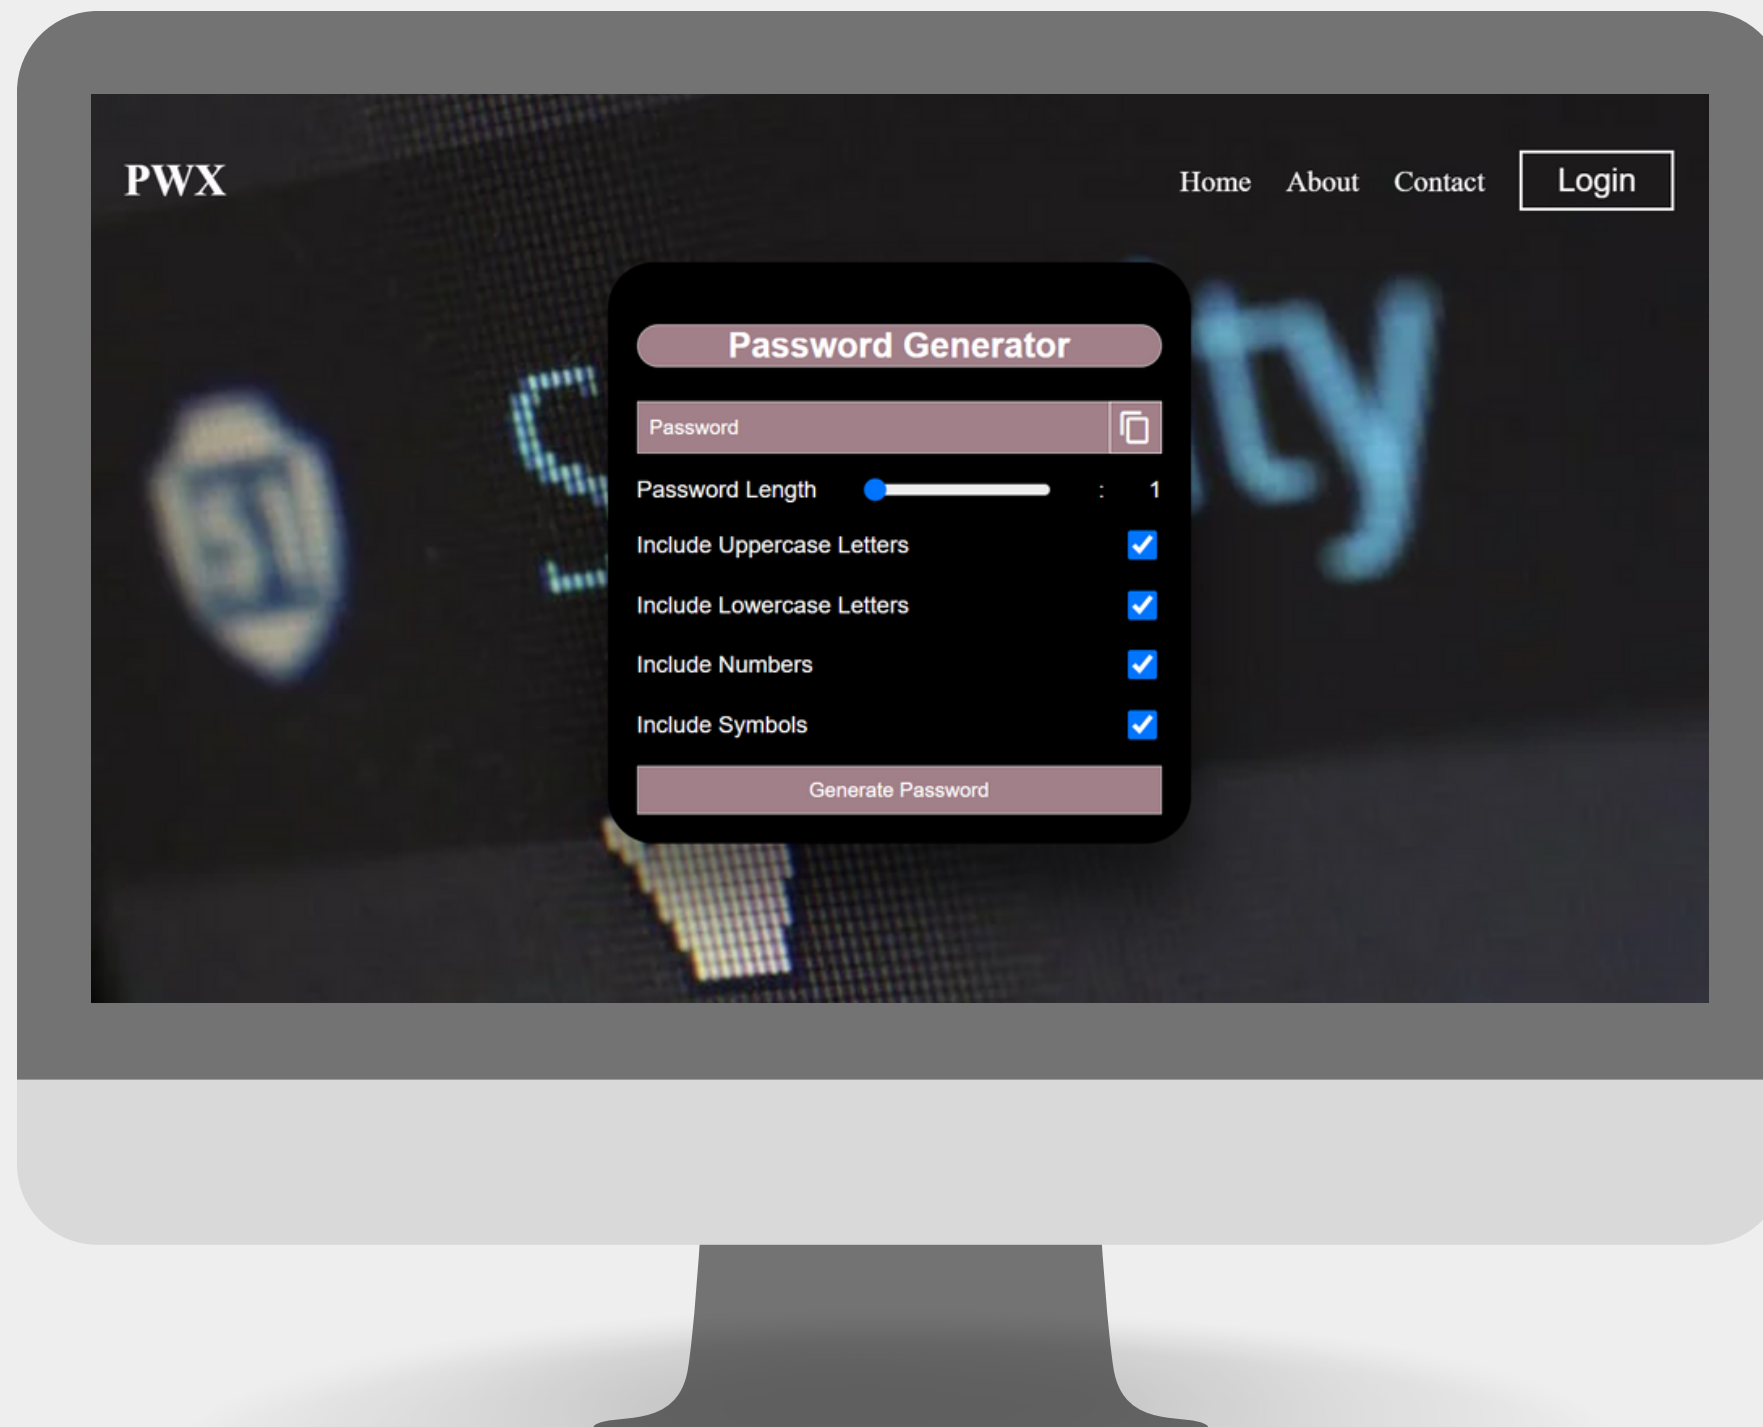 PWX
Home About Contact Login
Password Generator
Password
Password Length : 1
Include Uppercase Letters
Include Lowercase Letters
Include Numbers
Include Symbols
Generate Password
S
ty